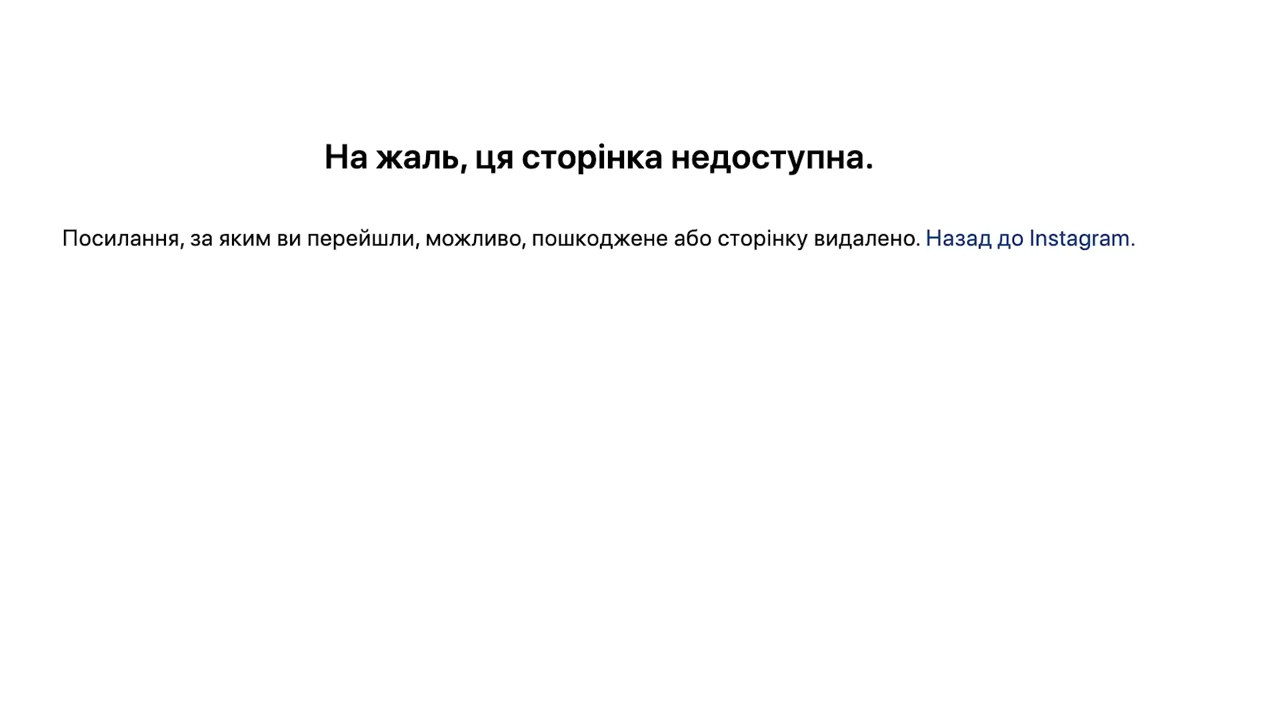 На жаль, ця сторінка недоступна.
Посилання, за яким ви перейшли, можливо, пошкоджене або сторінку видалено. Назад до Instagram.